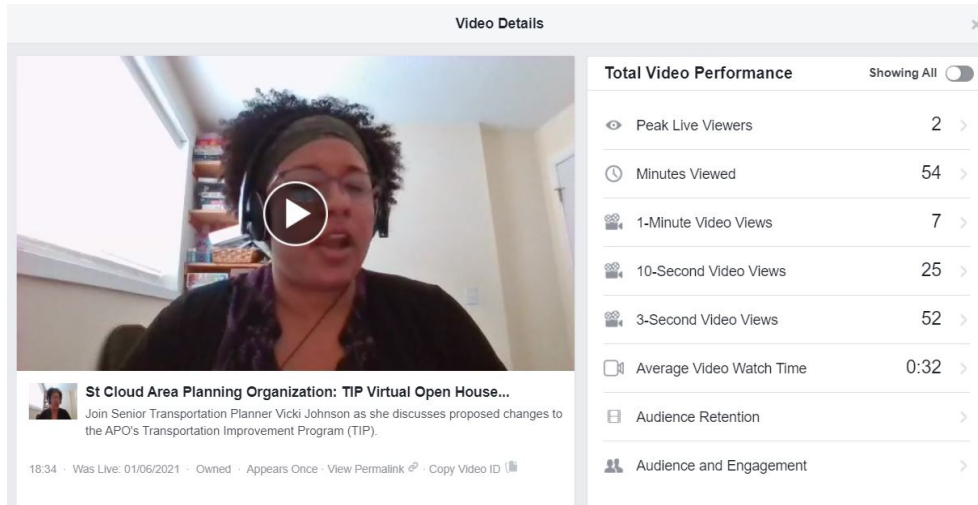 Video Details
St Cloud Area Planning Organization: TIP Virtual Open House...
Join Senior Transportation Planner Vicki Johnson as she discusses proposed changes to
the APO's Transportation Improvement Program (TIP).
18:34 · Was Live: 01/06/2021 · Owned · Appears Once · View Permalink · Copy Video ID
Total Video Performance Showing All
Peak Live Viewers 2
Minutes Viewed 54
1-Minute Video Views 7
10-Second Video Views 25
3-Second Video Views 52
Average Video Watch Time 0:32
Audience Retention
Audience and Engagement